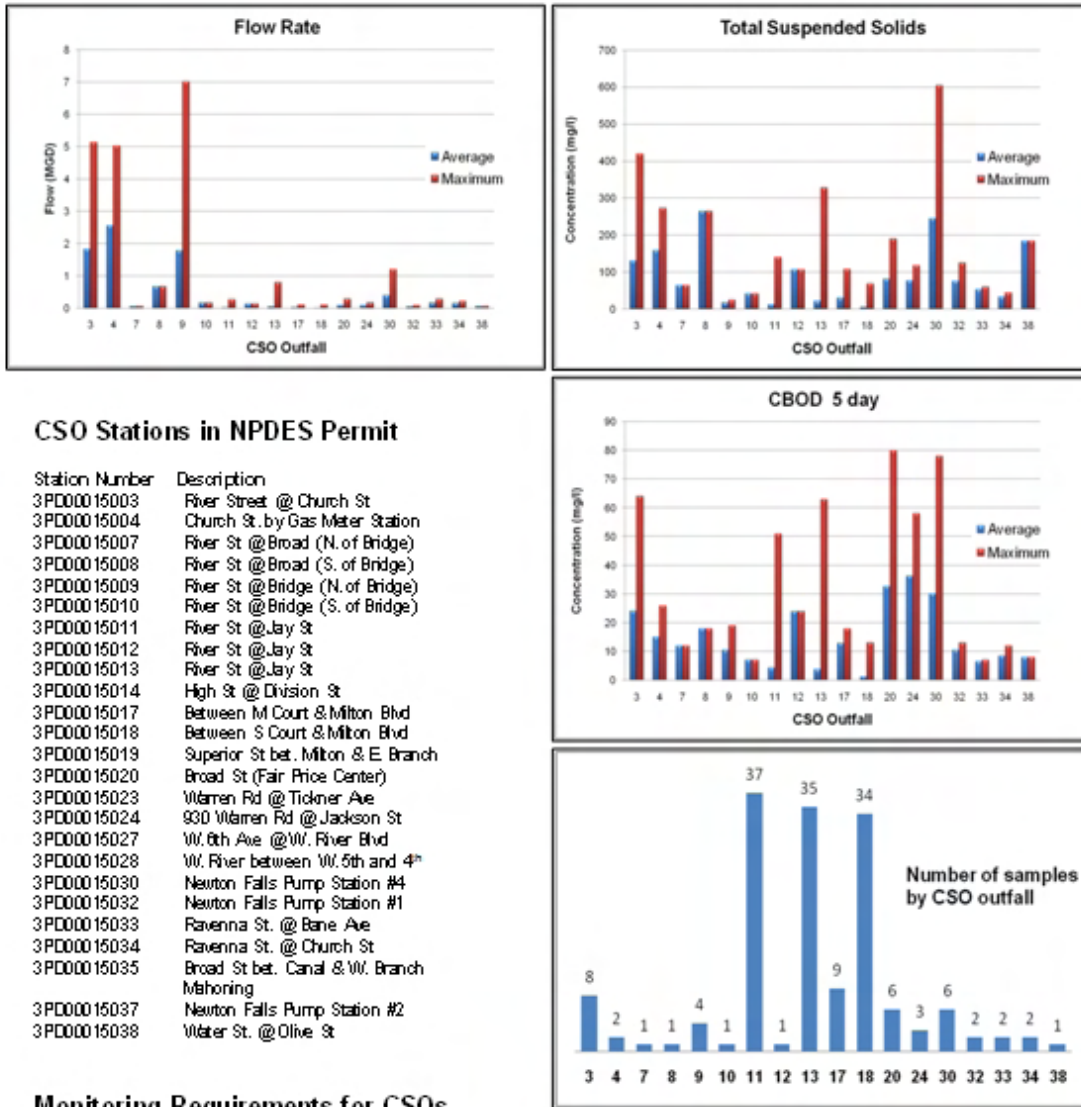 Flow Rate
8
7
6
5
4
3
2
1
0
Flow (MGD)
Average
Maximum
3 4 7 8 9 10 11 12 13 17 18 20 24 30 32 33 34 38
CSO Outfall
Total Suspended Solids
700
600
500
400
300
200
100
0
Concentration (mg/l)
Average
Maximum
3 4 7 8 9 10 11 12 13 17 18 20 24 30 32 33 34 38
CSO Outfall
CSO Stations in NPDES Permit
Station Number Description
3PD00015003 River Street @ Church St
3PD00015004 Church St. by Gas Meter Station
3PD00015007 River St @ Broad (N. of Bridge)
3PD00015008 River St @ Broad (S. of Bridge)
3PD00015009 River St @ Bridge (N. of Bridge)
3PD00015010 River St @ Bridge (S. of Bridge)
3PD00015011 River St @ Jay St
3PD00015012 River St @ Jay St
3PD00015013 River St @ Jay St
3PD00015014 High St @ Division St
3PD00015017 Between M Court & Milton Blvd
3PD00015018 Between S Court & Milton Blvd
3PD00015019 Superior St bet. Milton & E. Branch
3PD00015020 Broad St (Fair Price Center)
3PD00015023 Warren Rd @ Tickner Ave
3PD00015024 930 Warren Rd @ Jackson St
3PD00015027 W. 6th Ave @ W. River Blvd
3PD00015028 W. River between W. 5th and 4th
3PD00015030 Newton Falls Pump Station #4
3PD00015032 Newton Falls Pump Station #1
3PD00015033 Ravenna St. @ Bane Ave
3PD00015034 Ravenna St. @ Church St
3PD00015035 Broad St bet. Canal & W. Branch
Mahoning
3PD00015037 Newton Falls Pump Station #2
3PD00015038 Water St. @ Olive St
Monitoring Requirements for CSOs
CBOD 5 day
90
80
70
60
50
40
30
20
10
0
Concentration (mg/l)
Average
Maximum
3 4 7 8 9 10 11 12 13 17 18 20 24 30 32 33 34 38
CSO Outfall
Number of samples
by CSO outfall
8 2 1 1 4 1 37 1 35 9 34 6 3 6 2 2 2 1
3 4 7 8 9 10 11 12 13 17 18 20 24 30 32 33 34 38